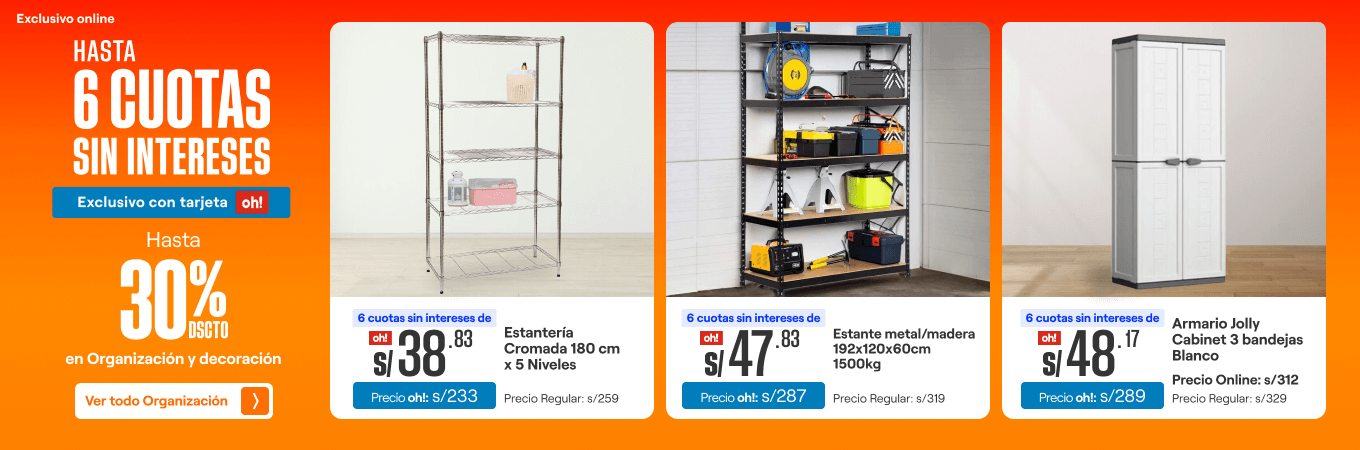 Exclusivo online
HASTA
6 CUOTAS
SIN INTERESES
Exclusivo con tarjeta oh!
Hasta
30% DSCTO
en Organización y decoración
Ver todo Organización
6 cuotas sin intereses de
oh!
s/38.83
Precio oh!: S/233
Estantería
Cromada 180 cm
x 5 Niveles
Precio Regular: s/259
6 cuotas sin intereses de
oh!
s/47.83
Precio oh!: S/287
Estante metal/madera
192x120x60cm
1500kg
Precio Regular: s/319
6 cuotas sin intereses de
oh!
s/48.17
Precio oh!: S/289
Armario Jolly
Cabinet 3 bandejas
Blanco
Precio Online: s/312
Precio Regular: s/329